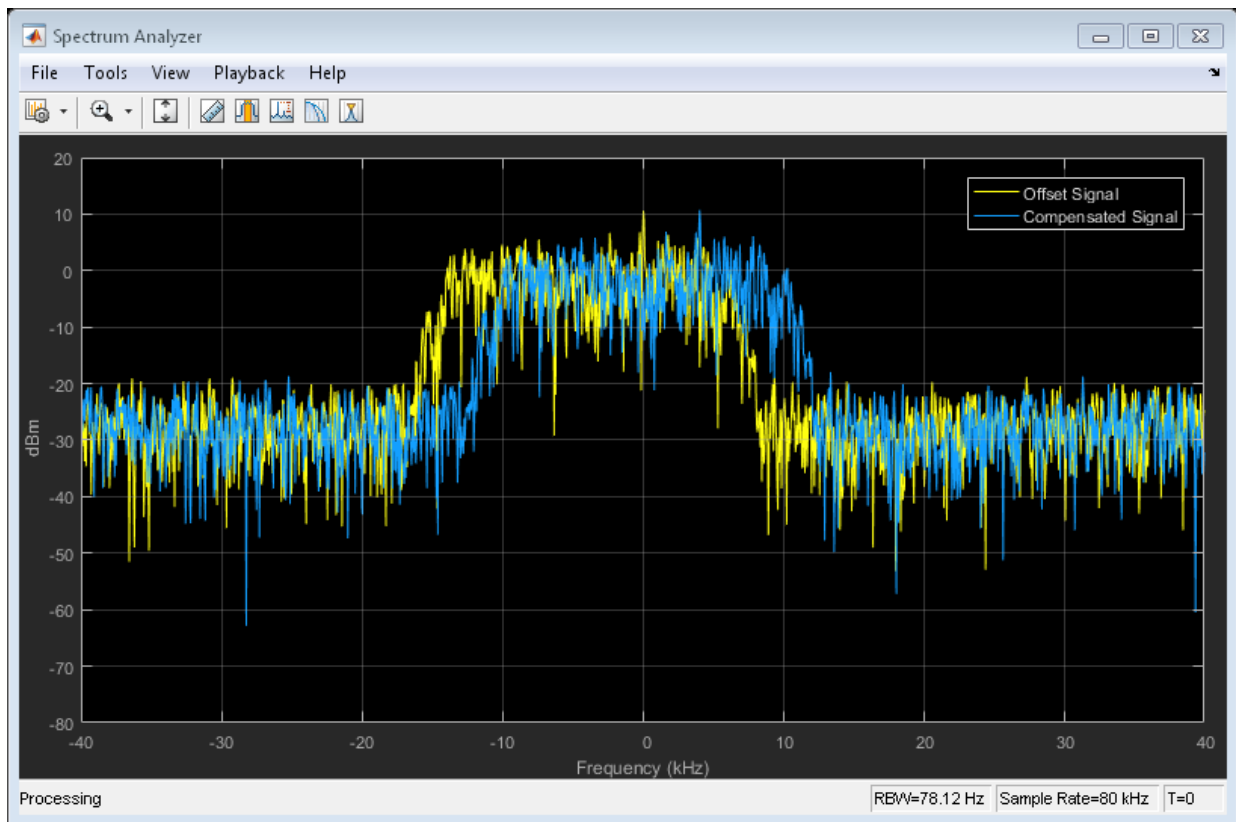 Spectrum Analyzer
File Tools View Playback Help
20
10
0
-10
-20
-30
-40
-50
-60
-70
-80
dBm
Offset Signal
Compensated Signal
-40 -30 -20 -10 0 10 20 30 40
Frequency (kHz)
Processing RBW=78.12 Hz Sample Rate=80 kHz T=0